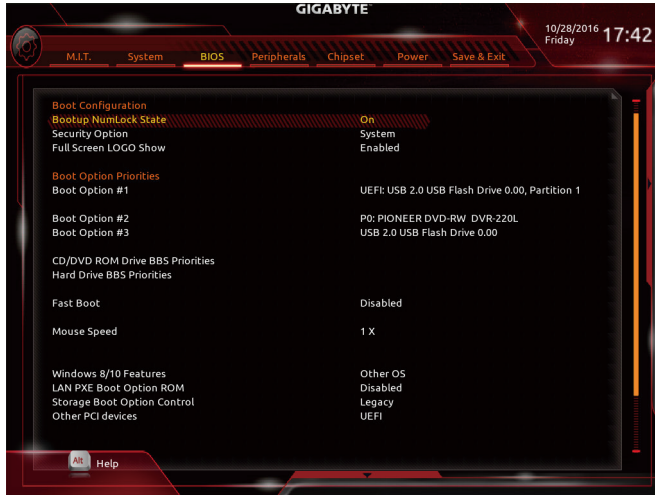 GIGABYTE™
10/28/2016 17:42
Friday
M.I.T. System BIOS Peripherals Chipset Power Save & Exit
Boot Configuration
Bootup NumLock State On
Security Option System
Full Screen LOGO Show Enabled
Boot Option Priorities
Boot Option #1 UEFI: USB 2.0 USB Flash Drive 0.00, Partition 1
Boot Option #2 P0: PIONEER DVD-RW DVR-220L
Boot Option #3 USB 2.0 USB Flash Drive 0.00
CD/DVD ROM Drive BBS Priorities
Hard Drive BBS Priorities
Fast Boot Disabled
Mouse Speed 1 X
Windows 8/10 Features Other OS
LAN PXE Boot Option ROM Disabled
Storage Boot Option Control Legacy
Other PCI devices UEFI
Alt Help